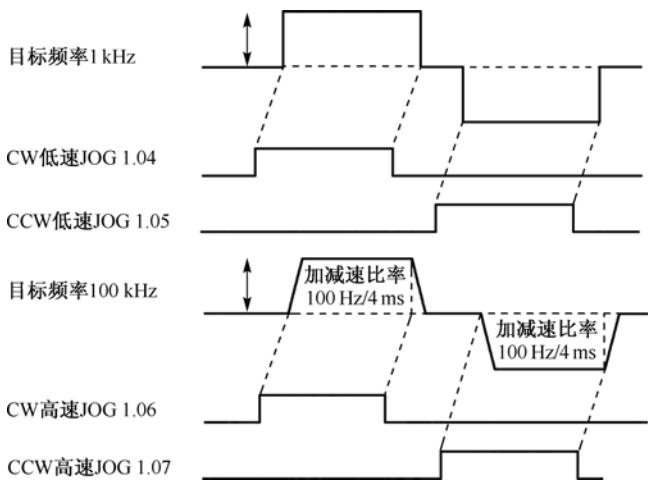 目标频率1 kHz
CW低速JOG 1.04
CCW低速JOG 1.05
目标频率100 kHz
加减速比率
100 Hz/4 ms
加减速比率
100 Hz/4 ms
CW高速JOG 1.06
CCW高速JOG 1.07